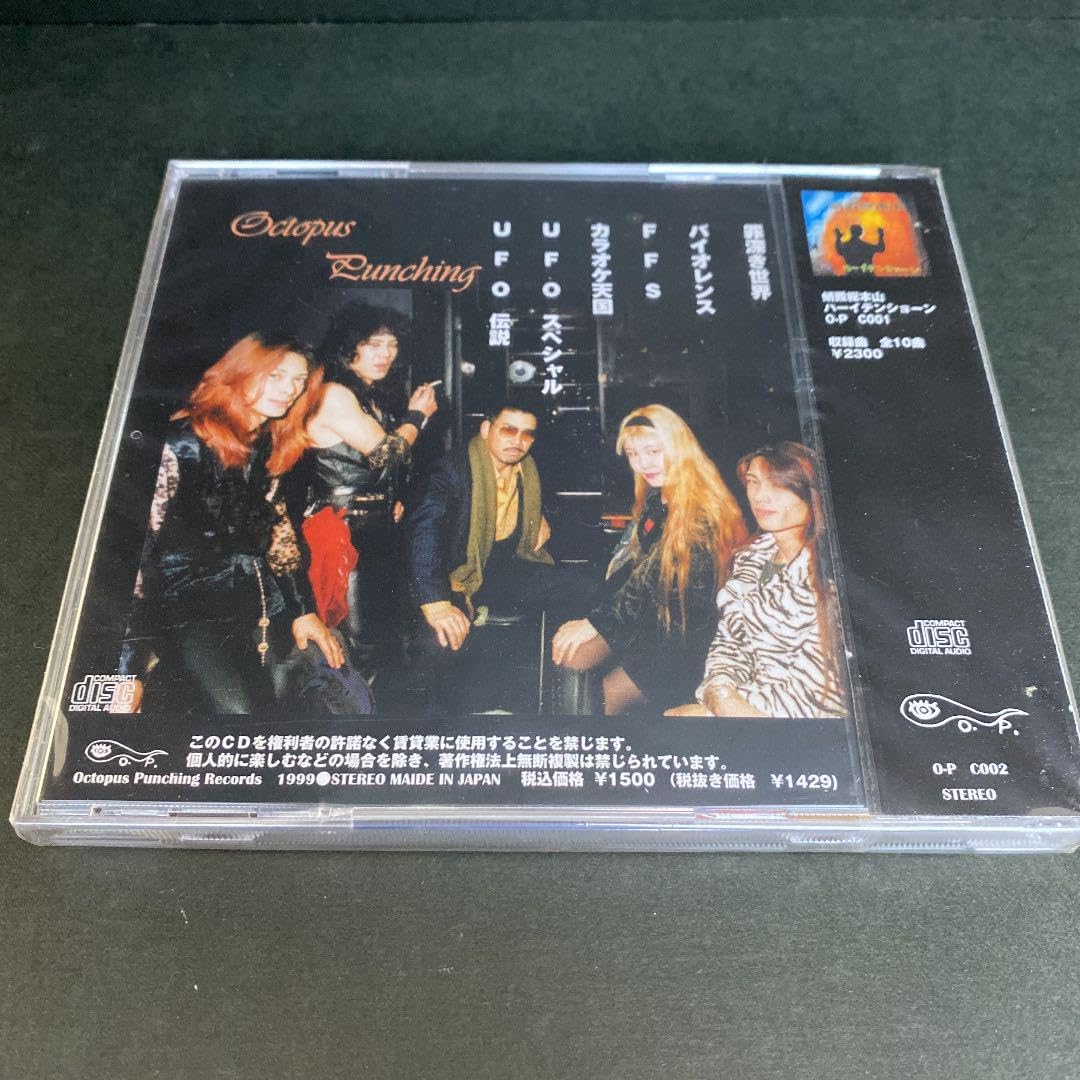 Octopus
Punching
罪深き世界
バイオレンス
FFS
カラオケ天国
UFO スペシャル
UFO 伝説
COMPACT
disc
DIGITAL AUDIO
O.P.
このCDを権利者の許諾なく賃貸業に使用することを禁じます。
個人的に楽しむなどの場合を除き、著作権法上無断複製は禁じられています。
Octopus Punching Records 1999●STEREO MAIDE IN JAPAN 税込価格 ¥1500 (税抜き価格 ¥1429)
総本山
ハーイテンショーン
O-P C001
収録曲 全10曲
¥2300
COMPACT
disc
DIGITAL AUDIO
O.P.
O-P C002
STEREO